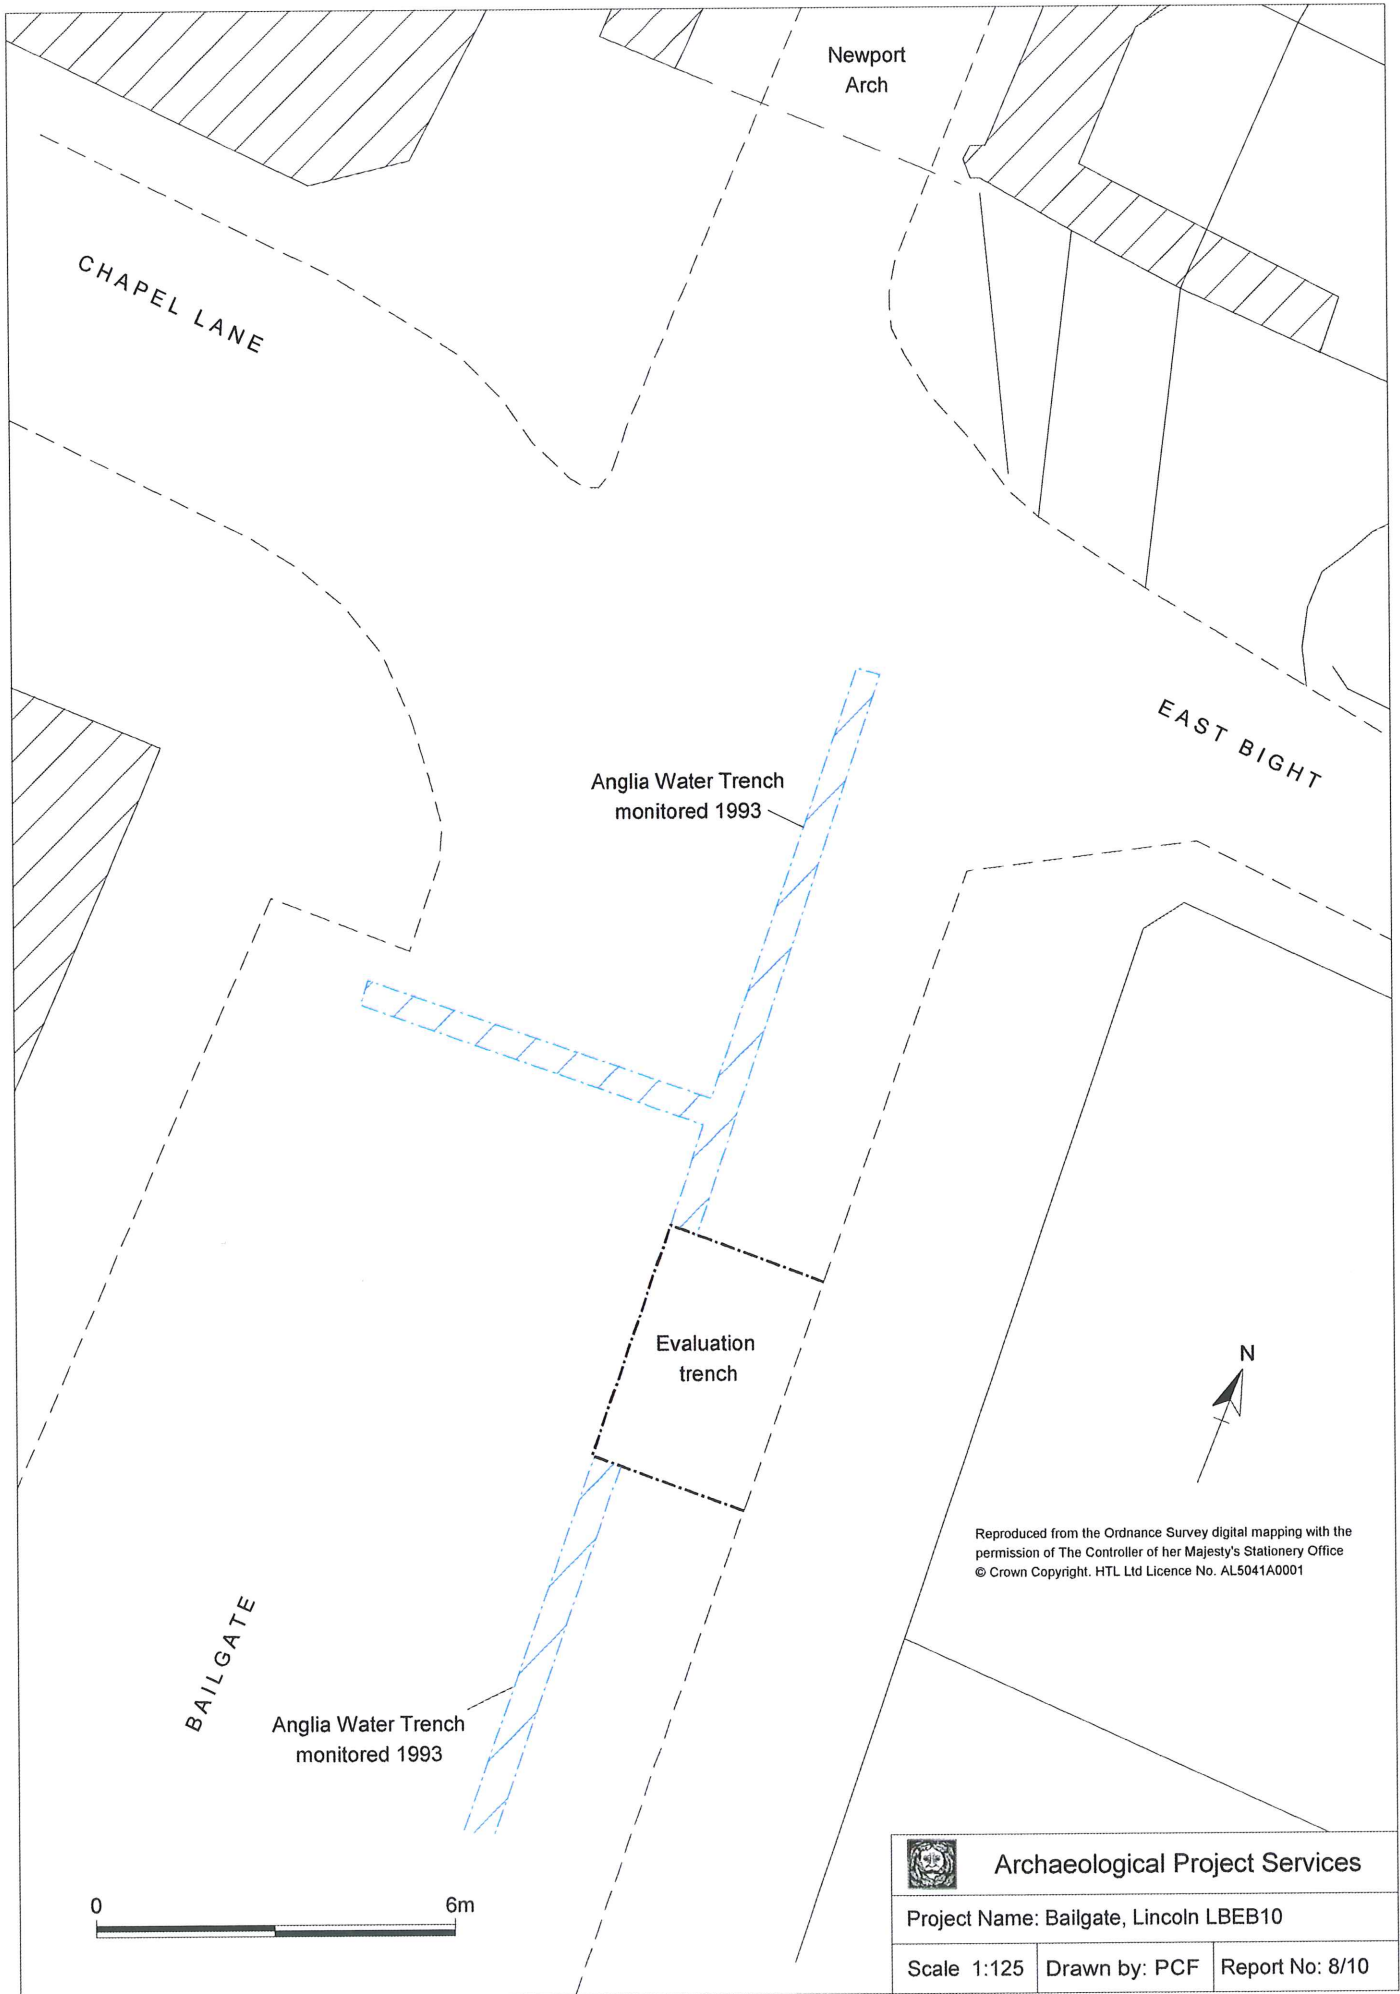 Newport
Arch
CHAPEL LANE
EAST BIGHT
Anglia Water Trench
monitored 1993
Evaluation
trench
N
Reproduced from the Ordnance Survey digital mapping with the
permission of The Controller of her Majesty's Stationery Office
© Crown Copyright. HTL Ltd Licence No. AL5041A0001
BAILGATE
Anglia Water Trench
monitored 1993
0 6m
Archaeological Project Services
Project Name: Bailgate, Lincoln LBEB10
Scale 1:125 Drawn by: PCF Report No: 8/10